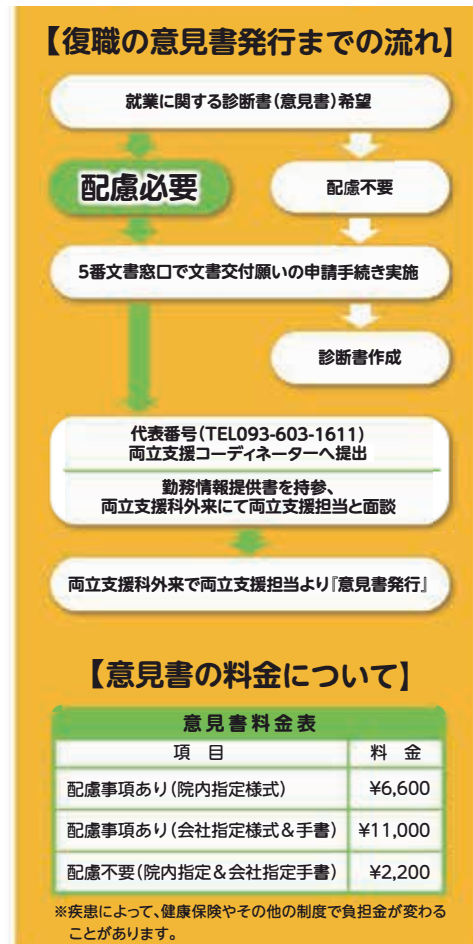 【復職の意見書発行までの流れ】
就業に関する診断書(意見書)希望
配慮必要
配慮不要
5番文書窓口で文書交付願いの申請手続き実施
診断書作成
代表番号(TEL093-603-1611)
両立支援コーディネーターへ提出
勤務情報提供書を持参、
両立支援科外来にて両立支援担当と面談
両立支援科外来で両立支援担当より『意見書発行』
【意見書の料金について】
意見書料金表
項 目 料 金
配慮事項あり(院内指定様式) ¥6,600
配慮事項あり(会社指定様式&手書) ¥11,000
配慮不要(院内指定&会社指定手書) ¥2,200
※疾患によって、健康保険やその他の制度で負担金が変わる
ことがあります。